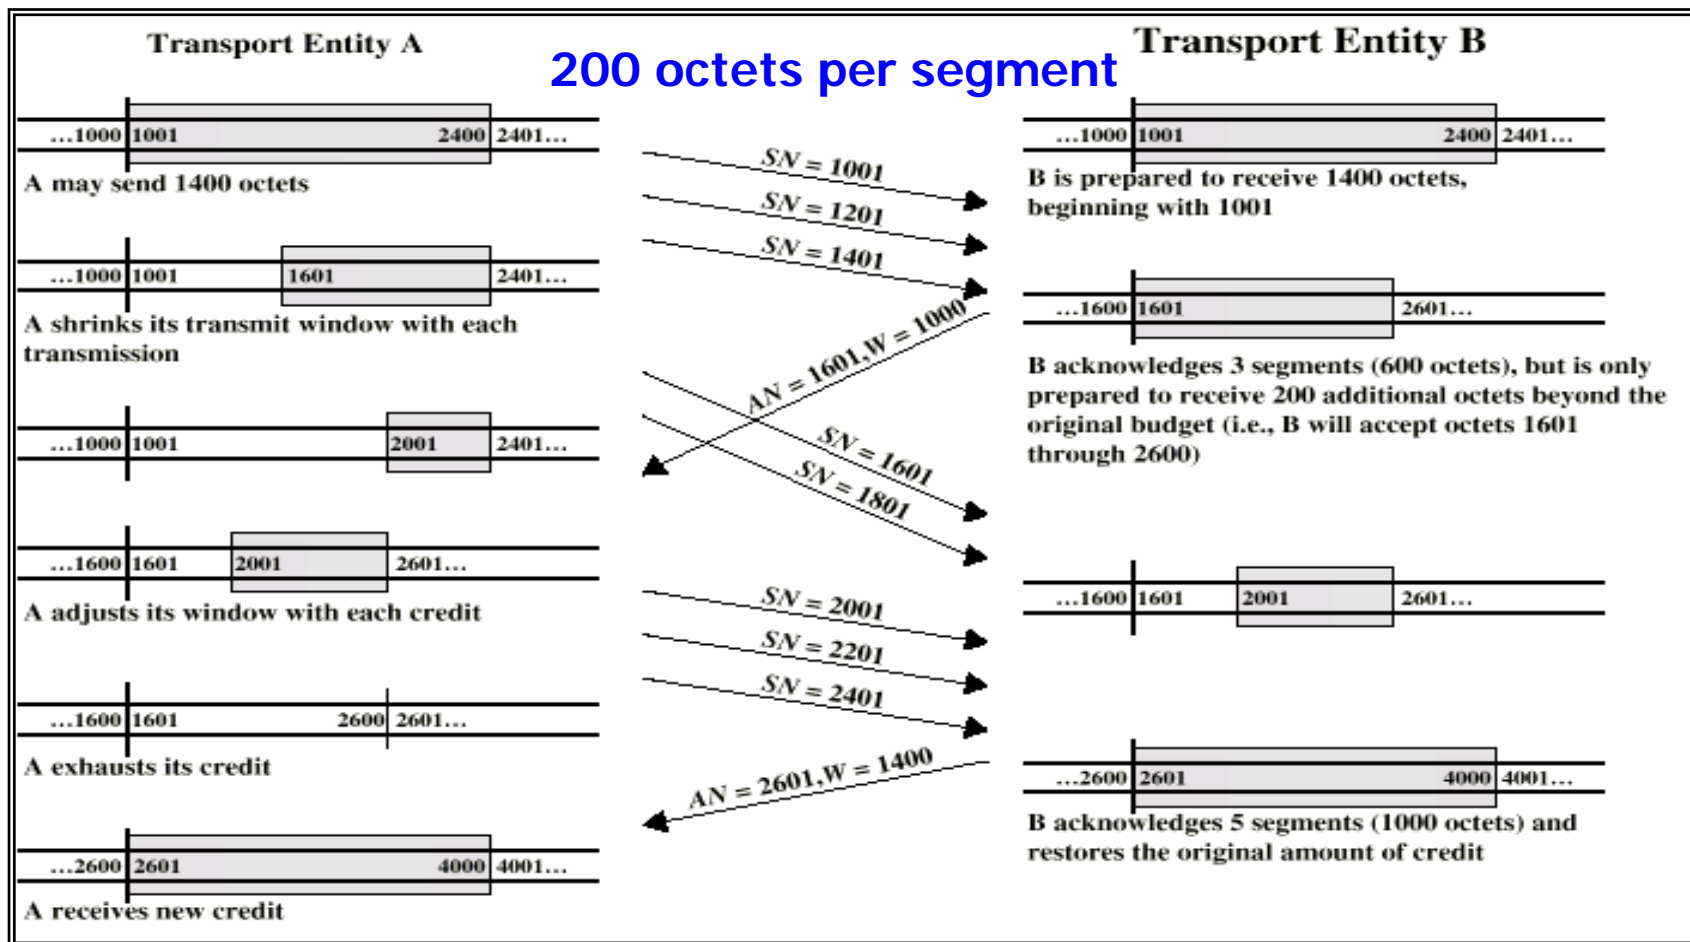 Transport Entity A
200 octets per segment
Transport Entity B
...1000 1001 2400 2401...
A may send 1400 octets
...1000 1001 1601 2401...
A shrinks its transmit window with each
transmission
...1000 1001 2001 2401...
...1600 1601 2001 2601...
A adjusts its window with each credit
...1600 1601 2600 2601...
A exhausts its credit
...2600 2601 4000 4001...
A receives new credit
SN = 1001
SN = 1201
SN = 1401
AN = 1601,W = 1000
SN = 1601
SN = 1801
SN = 2001
SN = 2201
SN = 2401
AN = 2601,W = 1400
...1000 1001 2400 2401...
B is prepared to receive 1400 octets,
beginning with 1001
...1600 1601 2601...
B acknowledges 3 segments (600 octets), but is only
prepared to receive 200 additional octets beyond the
original budget (i.e., B will accept octets 1601
through 2600)
...1600 1601 2001 2601...
...2600 2601 4000 4001...
B acknowledges 5 segments (1000 octets) and
restores the original amount of credit